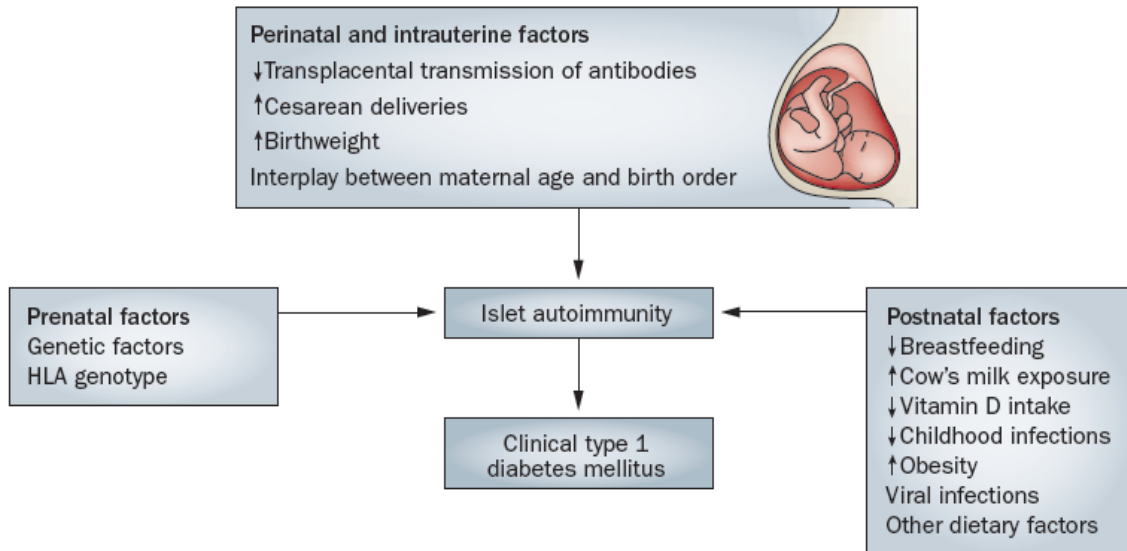 Perinatal and intrauterine factors
↓Transplacental transmission of antibodies
↑Cesarean deliveries
↑Birthweight
Interplay between maternal age and birth order
Prenatal factors
Genetic factors
HLA genotype
Islet autoimmunity
Clinical type 1
diabetes mellitus
Postnatal factors
↓Breastfeeding
↑Cow's milk exposure
↓Vitamin D intake
↓Childhood infections
↑Obesity
Viral infections
Other dietary factors